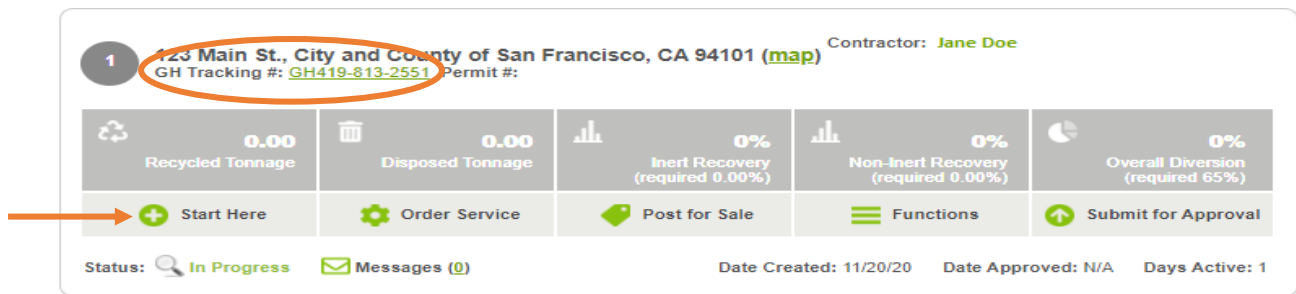 1
123 Main St., City and County of San Francisco, CA 94101 (map)
Contractor: Jane Doe
GH Tracking #: GH419-813-2551 Permit #:
0.00
Recycled Tonnage
0.00
Disposed Tonnage
0%
Inert Recovery
(required 0.00%)
0%
Non-Inert Recovery
(required 0.00%)
0%
Overall Diversion
(required 65%)
Start Here
Order Service
Post for Sale
Functions
Submit for Approval
Status: In Progress Messages (0) Date Created: 11/20/20 Date Approved: N/A Days Active: 1